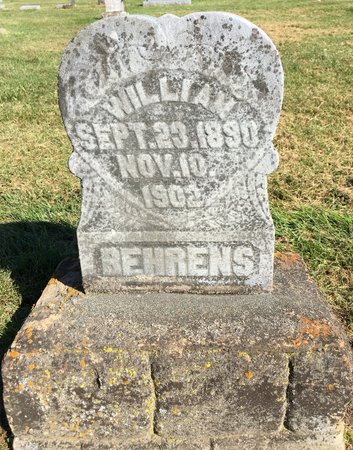 WILLIAM
SEPT. 23. 1890
NOV. 10.
1902
BEHRENS